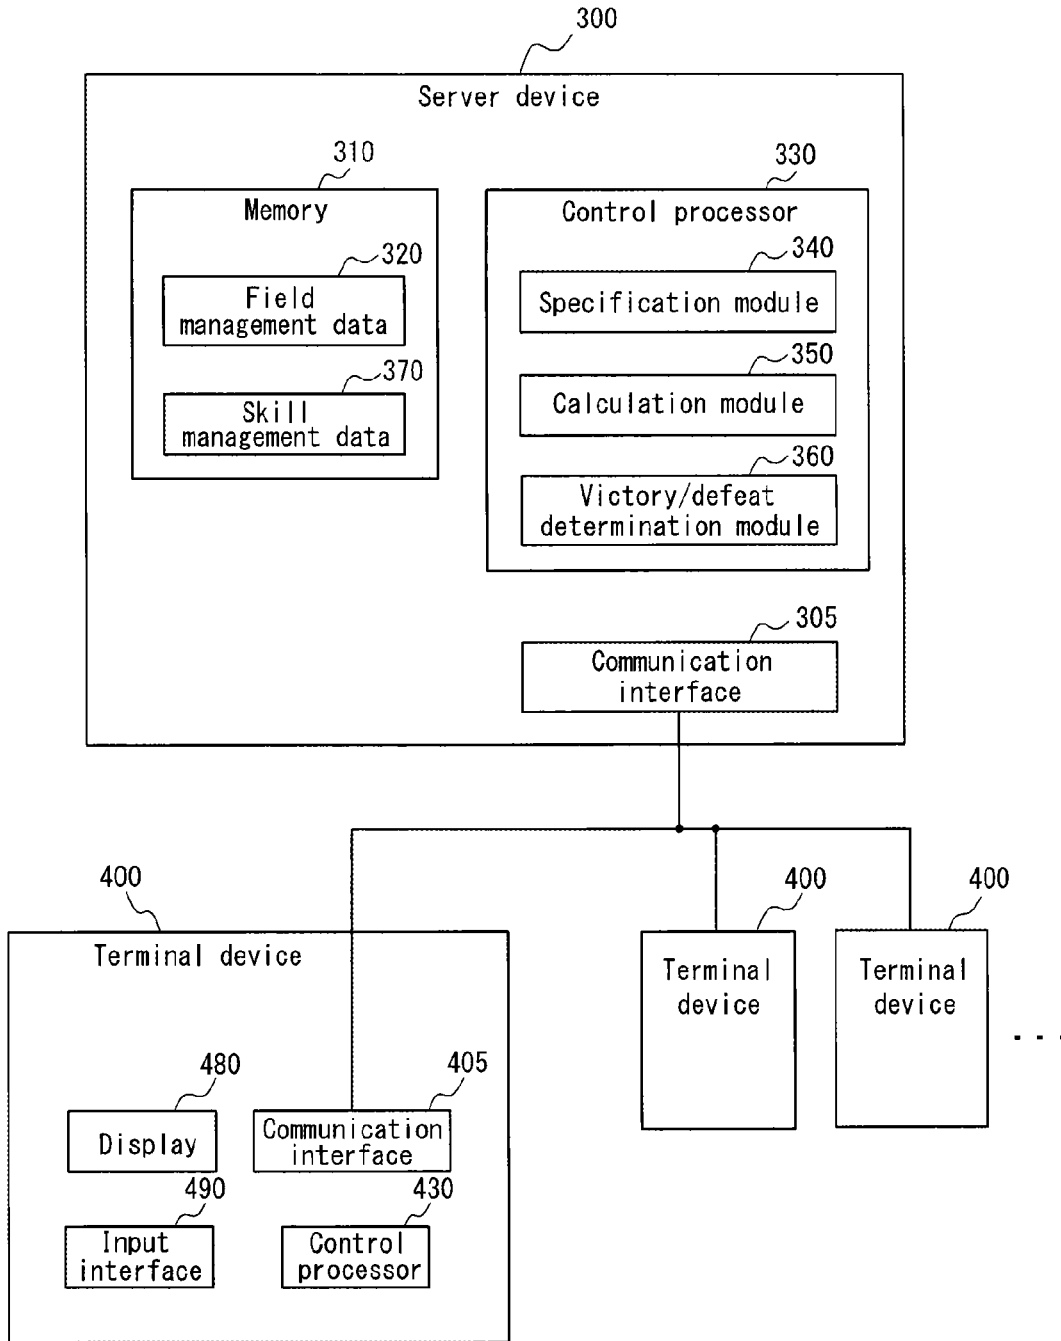 300
Server device
310
Memory
320
Field
management data
370
Skill
management data
330
Control processor
340
Specification module
350
Calculation module
360
Victory/defeat
determination module
305
Communication
interface
400
Terminal device
480
Display
405
Communication
interface
490
Input
interface
430
Control
processor
400
Terminal
device
400
Terminal
device
. . .